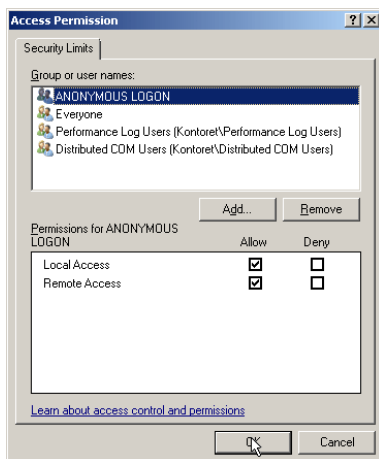 Access Permission
Security Limits
Group or user names:
ANONYMOUS LOGON
Everyone
Performance Log Users (Kontoret\Performance Log Users)
Distributed COM Users (Kontoret\Distributed COM Users)
Add... Remove
Permissions for ANONYMOUS
LOGON Allow Deny
Local Access
Remote Access
Learn about access control and permissions
OK Cancel